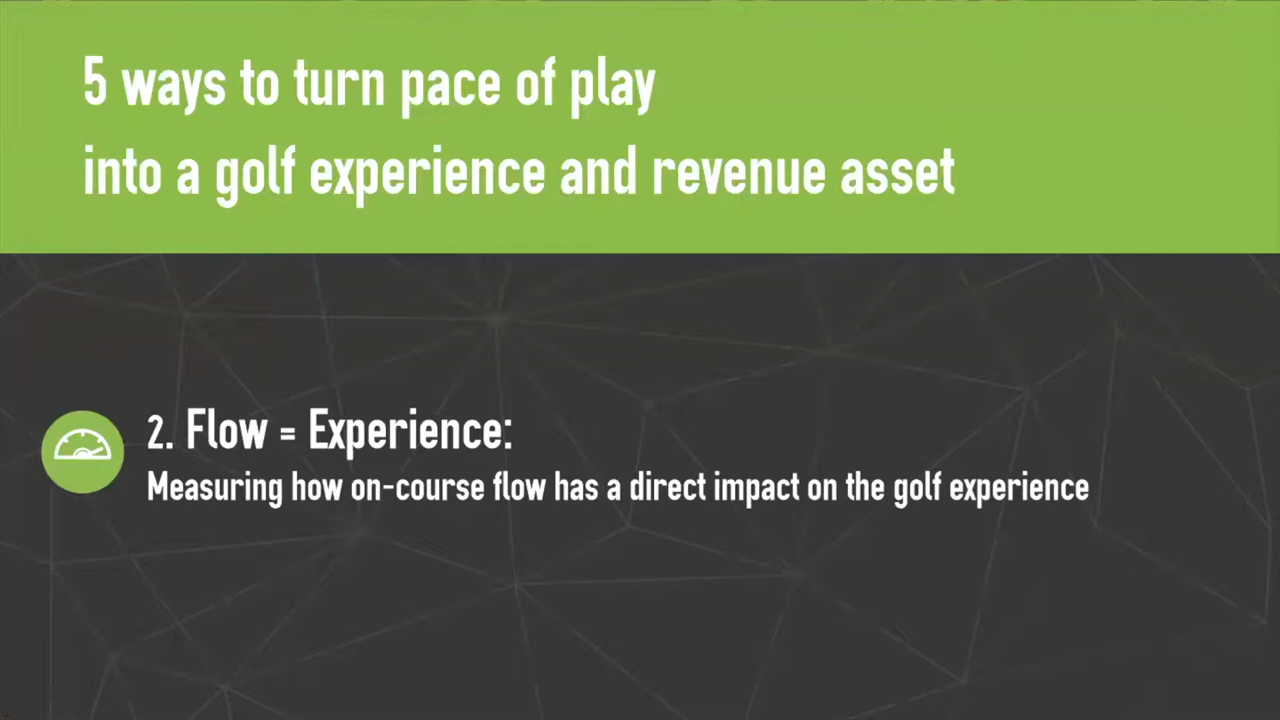 5 ways to turn pace of play
into a golf experience and revenue asset
2. Flow = Experience:
Measuring how on-course flow has a direct impact on the golf experience